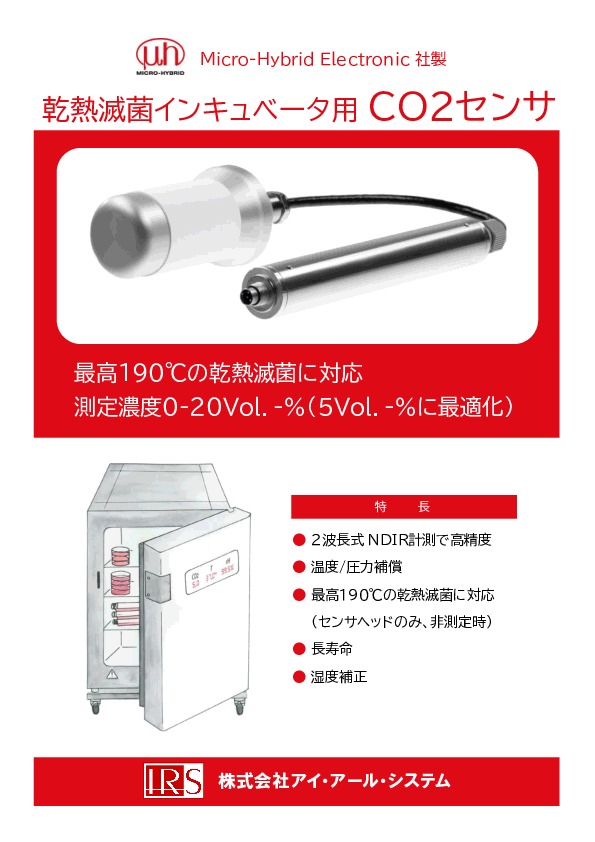 μh
MICRO-HYBRID
Micro-Hybrid Electronic 社製
乾熱滅菌インキュベータ用 CO2センサ
最高190℃の乾熱滅菌に対応
測定濃度0-20Vol. -%（5Vol. -%に最適化）
特 長
● 2波長式 NDIR計測で高精度
● 温度/圧力補償
● 最高190℃の乾熱滅菌に対応
（センサヘッドのみ、非測定時）
● 長寿命
● 湿度補正
CO₂ T rH
IRS 株式会社アイ・アール・システム